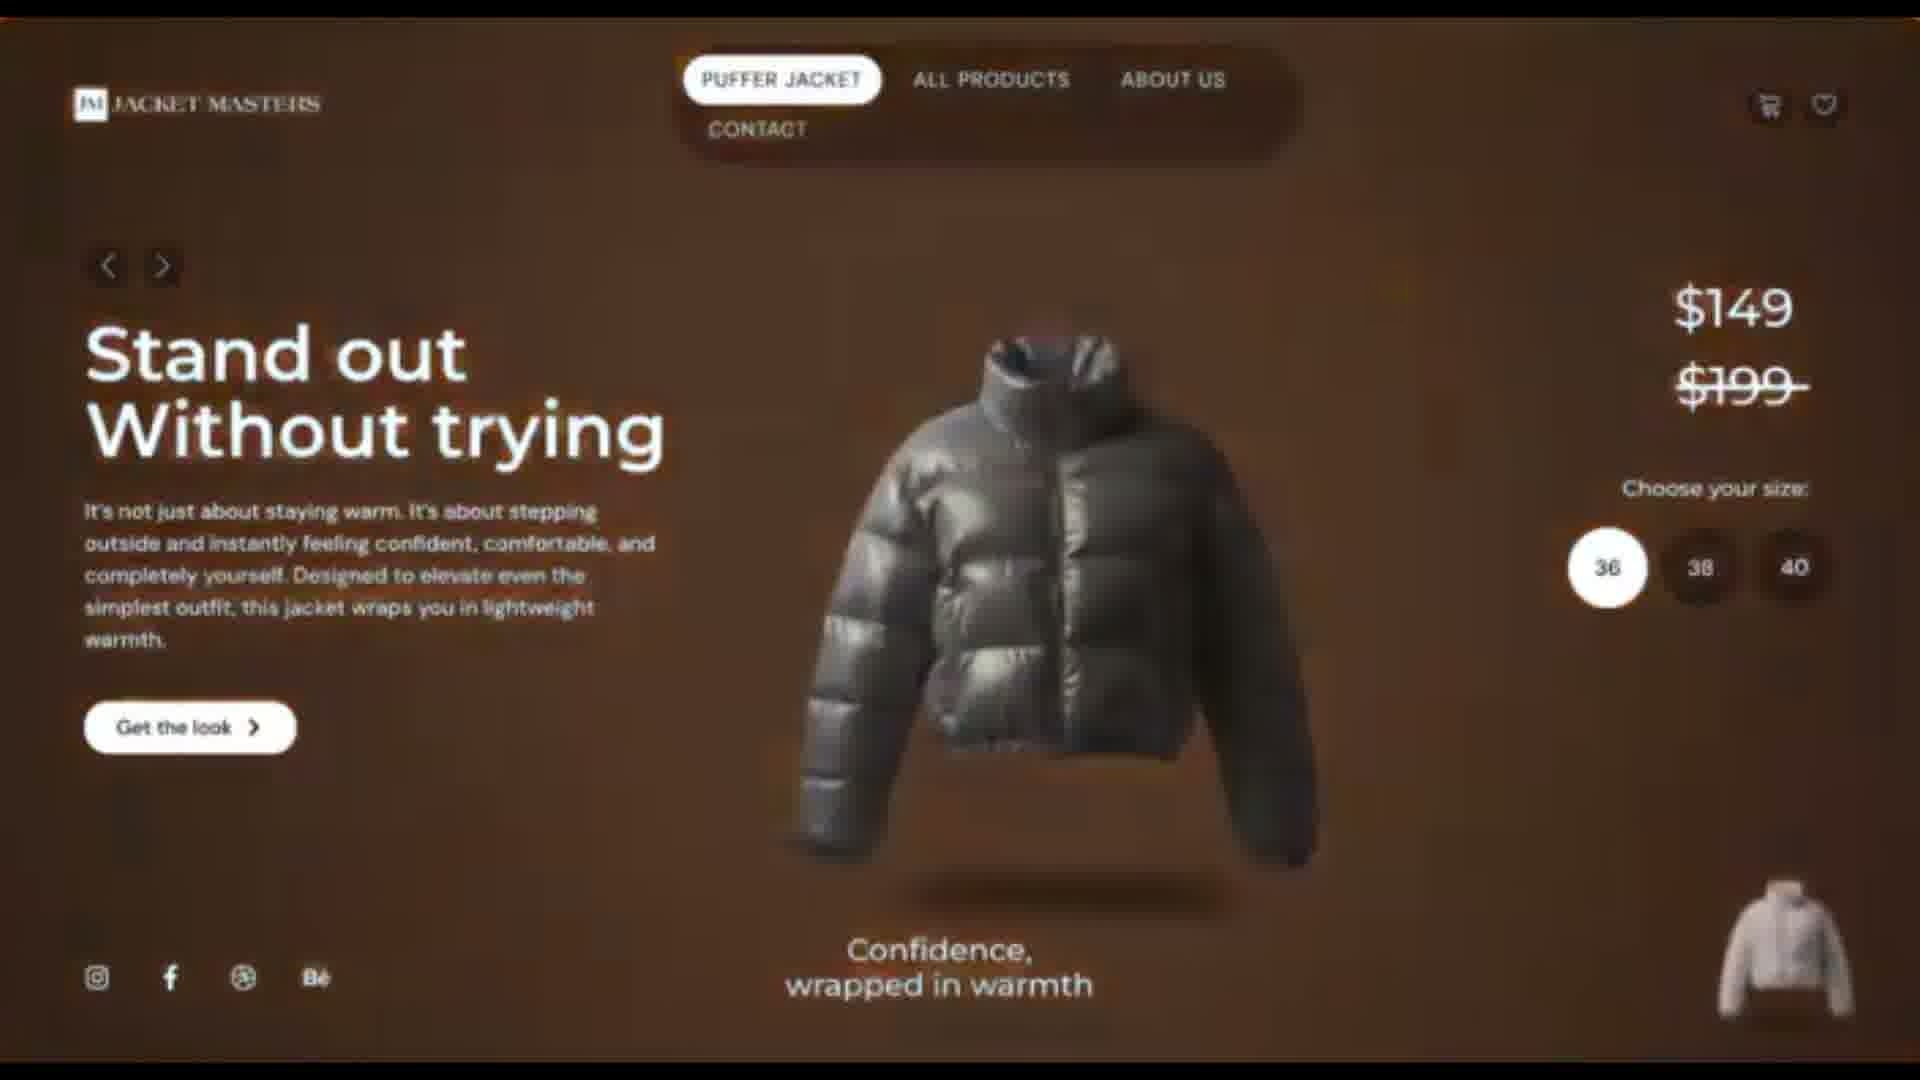 JM JACKET MASTERS
PUFFER JACKET ALL PRODUCTS ABOUT US
CONTACT
Stand out
Without trying
It's not just about staying warm. It's about stepping
outside and instantly feeling confident, comfortable, and
completely yourself. Designed to elevate even the
simplest outfit, this jacket wraps you in lightweight
warmth.
Get the look
$149
$199
Choose your size:
36 38 40
Confidence,
wrapped in warmth
Bē